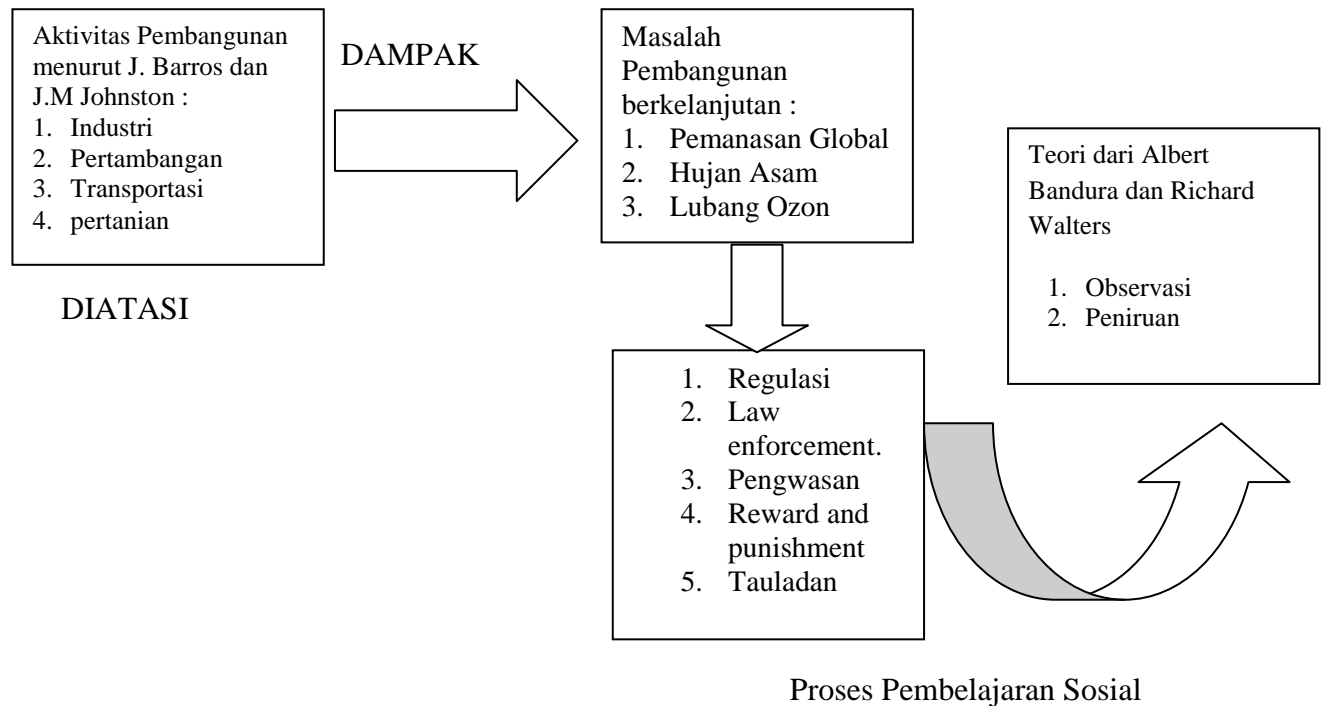 Aktivitas Pembangunan
menurut J. Barros dan
J.M Johnston :
1. Industri
2. Pertambangan
3. Transportasi
4. pertanian
DIATASI
DAMPAK
Masalah
Pembangunan
berkelanjutan :
1. Pemanasan Global
2. Hujan Asam
3. Lubang Ozon
1. Regulasi
2. Law
enforcement.
3. Pengwasan
4. Reward and
punishment
5. Tauladan
Teori dari Albert
Bandura dan Richard
Walters
1. Observasi
2. Peniruan
Proses Pembelajaran Sosial